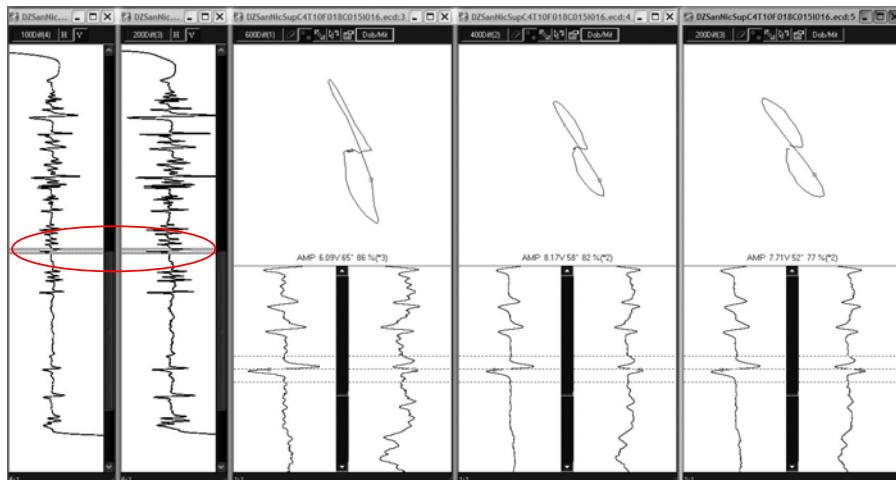 DZSanNic...
DZSanNic...
DZSanNicSupC4T10F018C015I016.ecd:3
DZSanNicSupC4T10F018C015I016.ecd:4
DZSanNicSupC4T10F018C015I016.ecd:5
100Dif(4) H V
200Dif(3) H V
600Dif(1) Dob/Mit
400Dif(2) Dob/Mit
200Dif(3) Dob/Mit
AMP 6.09V 65° 86 %(*3)
AMP 8.17V 58° 82 %(*2)
AMP 7.71V 52° 77 %(*2)